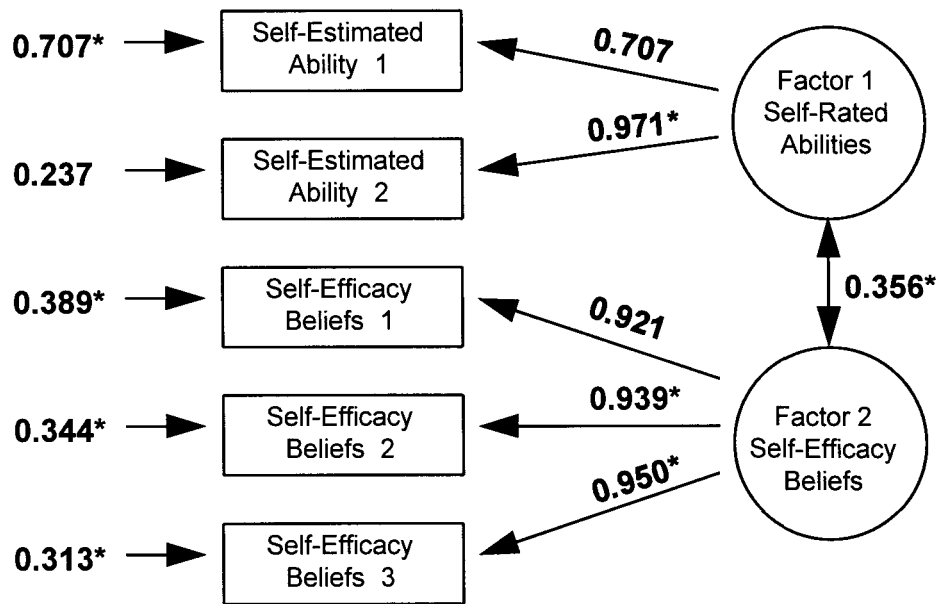 0.707*
Self-Estimated
Ability 1
0.707
Factor 1
Self-Rated
Abilities
0.971*
0.237
Self-Estimated
Ability 2
0.356*
0.389*
Self-Efficacy
Beliefs 1
0.921
0.939*
0.344*
Self-Efficacy
Beliefs 2
Factor 2
Self-Efficacy
Beliefs
0.950*
0.313*
Self-Efficacy
Beliefs 3